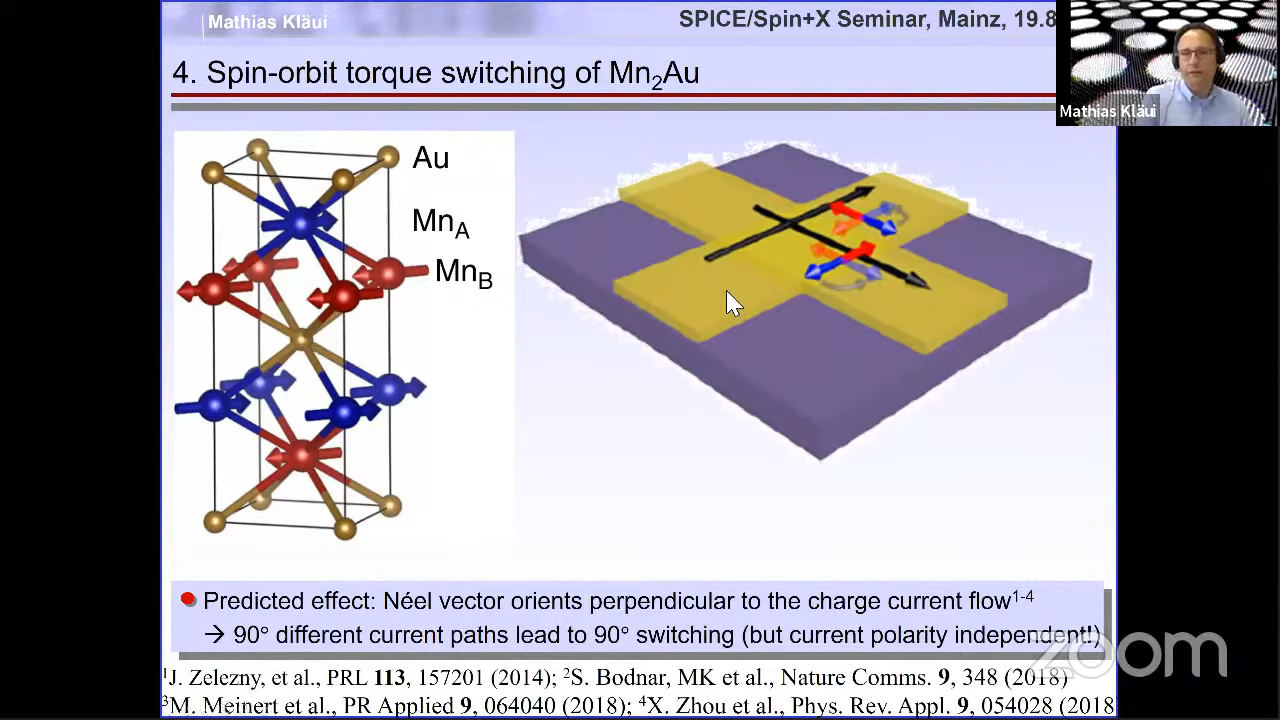 Mathias Kläui
SPICE/Spin+X Seminar, Mainz, 19.8
4. Spin-orbit torque switching of Mn₂Au
Mathias Kläui
Au
Mn_A
Mn_B
Predicted effect: Néel vector orients perpendicular to the charge current flow¹⁻⁴
→ 90° different current paths lead to 90° switching (but current polarity independent!)
zoom
¹J. Zelezny, et al., PRL 113, 157201 (2014); ²S. Bodnar, MK et al., Nature Comms. 9, 348 (2018)
³M. Meinert et al., PR Applied 9, 064040 (2018); ⁴X. Zhou et al., Phys. Rev. Appl. 9, 054028 (2018